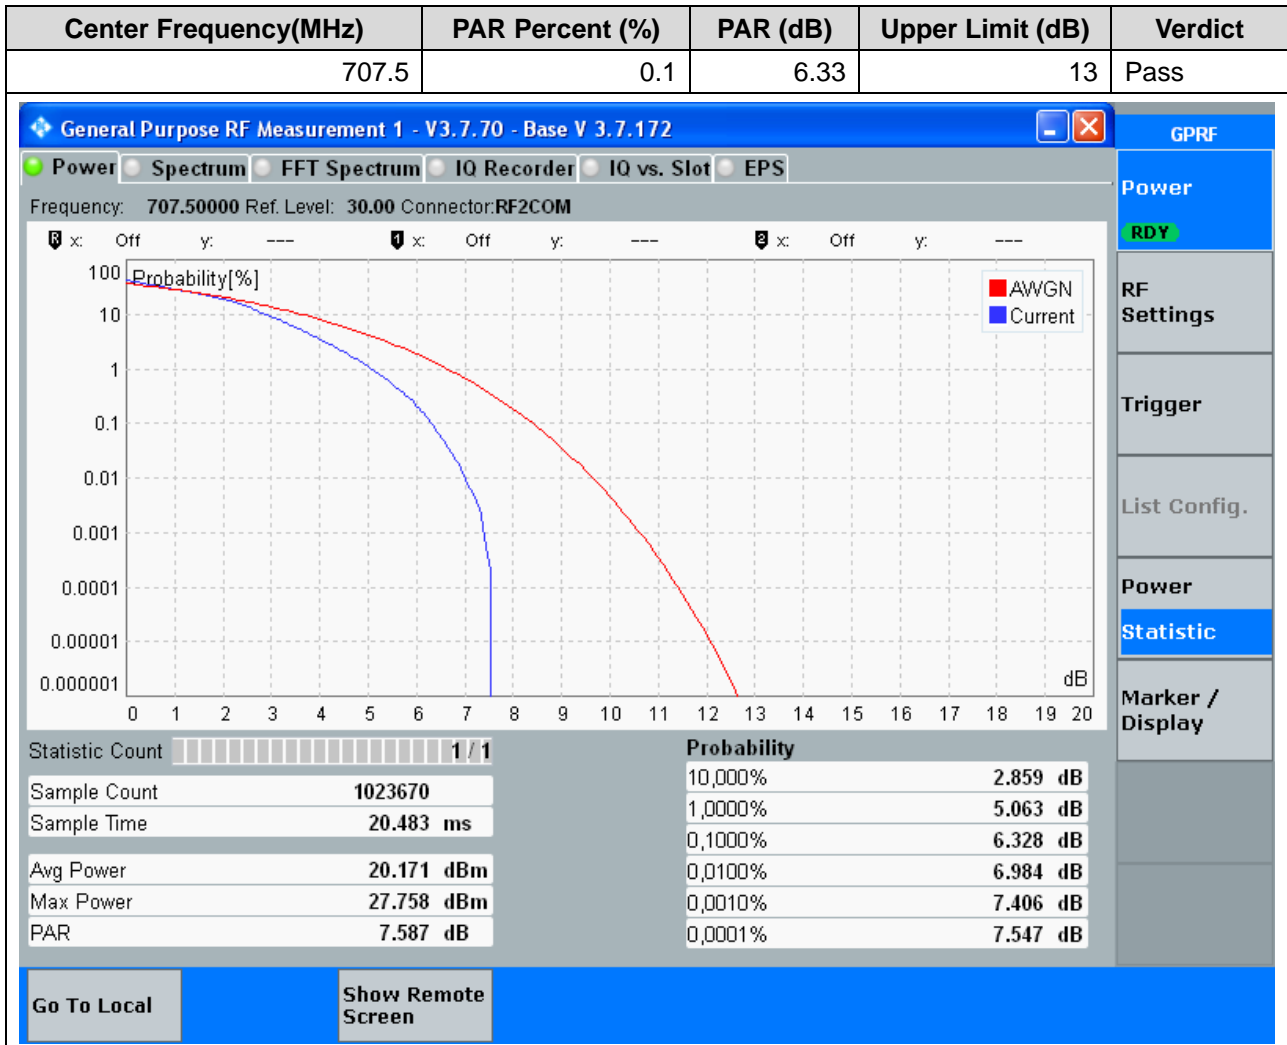 Center Frequency(MHz) PAR Percent (%) PAR (dB) Upper Limit (dB) Verdict
707.5 0.1 6.33 13 Pass
General Purpose RF Measurement 1 - V3.7.70 - Base V 3.7.172
GPRF
Power Spectrum FFT Spectrum IQ Recorder IQ vs. Slot EPS
Frequency: 707.50000 Ref. Level: 30.00 Connector:RF2COM
R x: Off y: --- 1 x: Off y: --- 2 x: Off y: ---
Probability[%]
100
10
1
0.1
0.01
0.001
0.0001
0.00001
0.000001
AWGN
Current
dB
0 1 2 3 4 5 6 7 8 9 10 11 12 13 14 15 16 17 18 19 20
Statistic Count 1 / 1
Sample Count 1023670
Sample Time 20.483 ms
Avg Power 20.171 dBm
Max Power 27.758 dBm
PAR 7.587 dB
Probability
10,000% 2.859 dB
1,0000% 5.063 dB
0,1000% 6.328 dB
0,0100% 6.984 dB
0,0010% 7.406 dB
0,0001% 7.547 dB
Power
RDY
RF
Settings
Trigger
List Config.
Power
Statistic
Marker /
Display
Go To Local
Show Remote
Screen